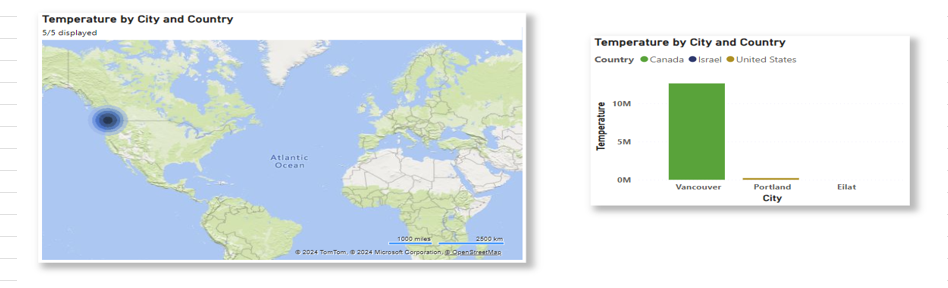 Temperature by City and Country
5/5 displayed
Atlantic
Ocean
1000 miles
2500 km
© 2024 TomTom, © 2024 Microsoft Corporation, © OpenStreetMap
Temperature by City and Country
Country Canada Israel United States
Temperature
10M
5M
0M
Vancouver Portland Eilat
City